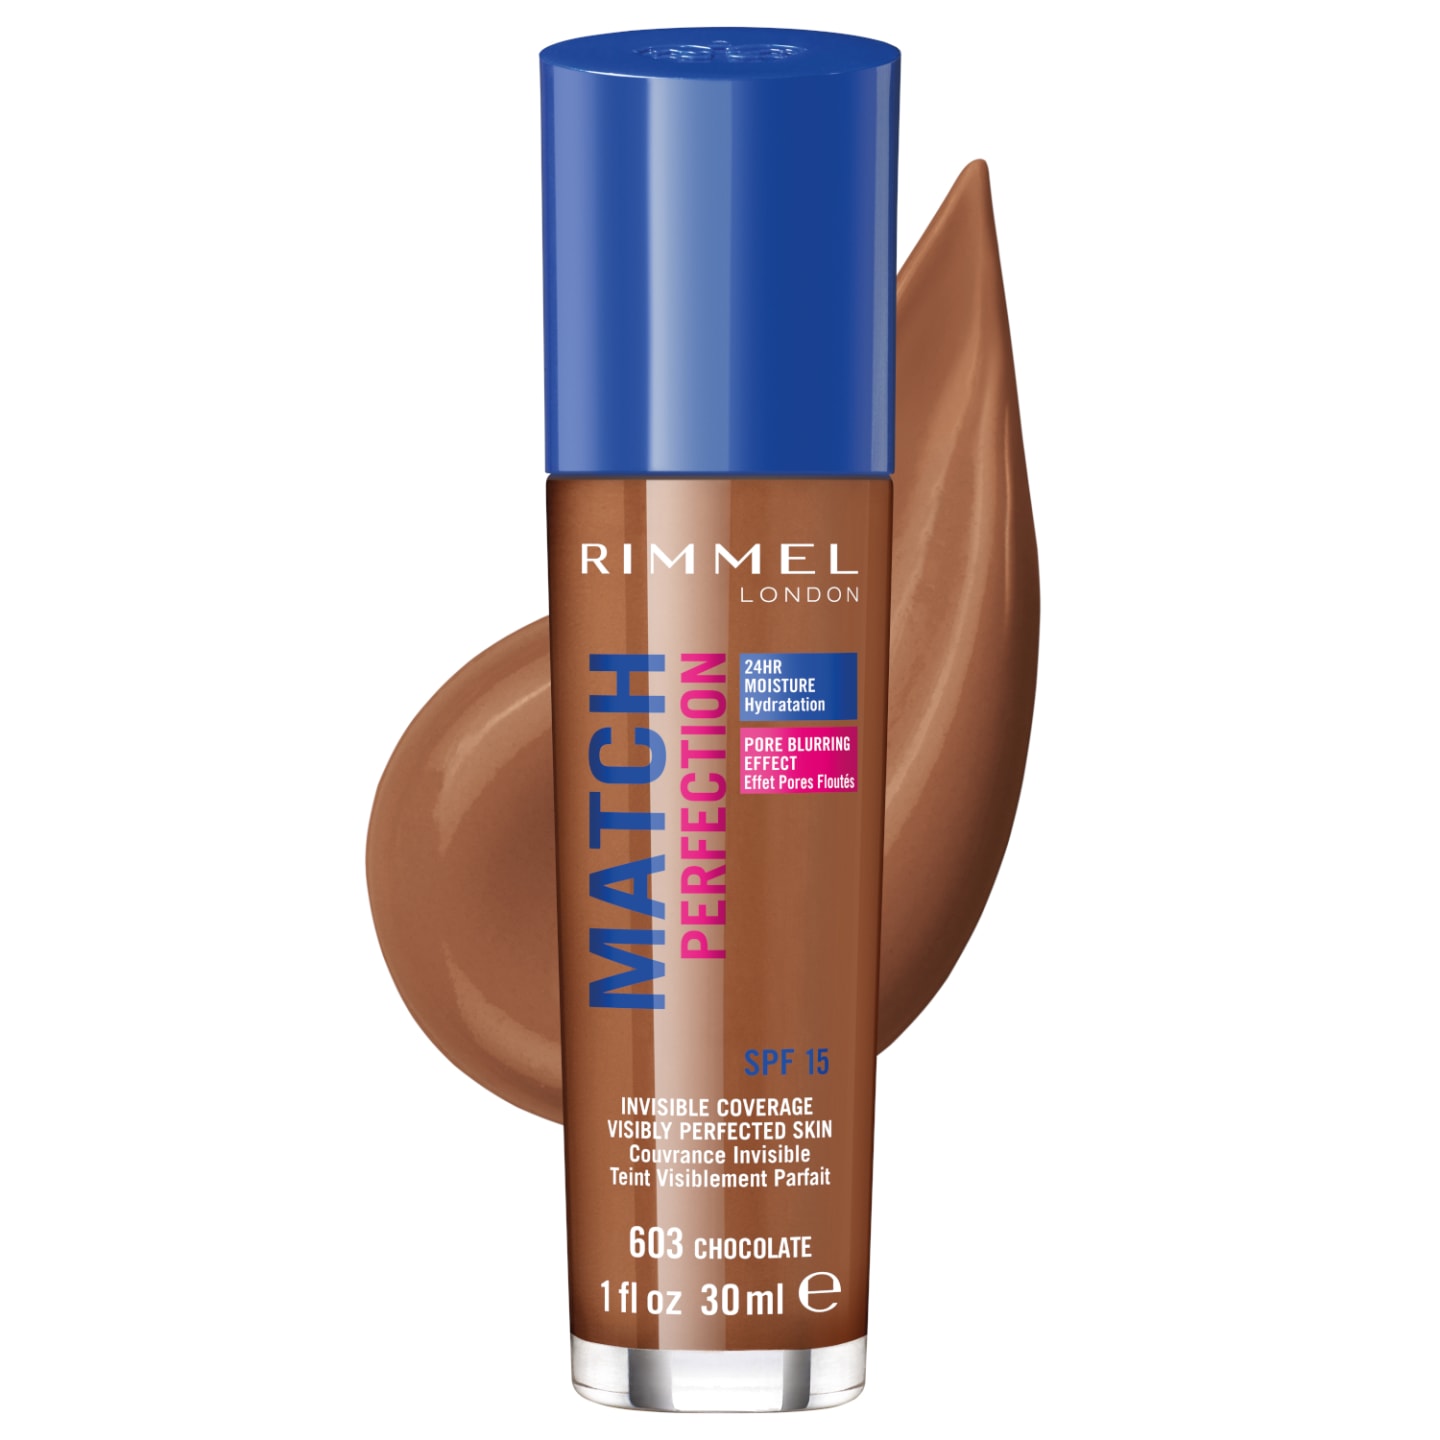 RIMMEL
LONDON
MATCH
PERFECTION
24HR
MOISTURE
Hydratation
PORE BLURRING
EFFECT
Effet Pores Floutés
SPF 15
INVISIBLE COVERAGE
VISIBLY PERFECTED SKIN
Couvrance Invisible
Teint Visiblement Parfait
603 CHOCOLATE
1 fl oz 30 ml e